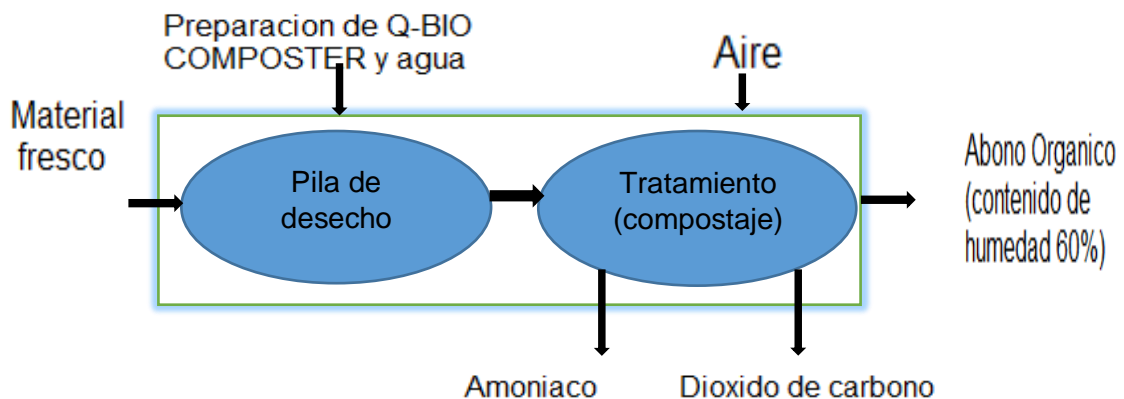 Preparacion de Q-BIO
COMPOSTER y agua
Aire
Material
fresco
Pila de
desecho
Tratamiento
(compostaje)
Abono Organico
(contenido de
humedad 60%)
Amoniaco
Dioxido de carbono